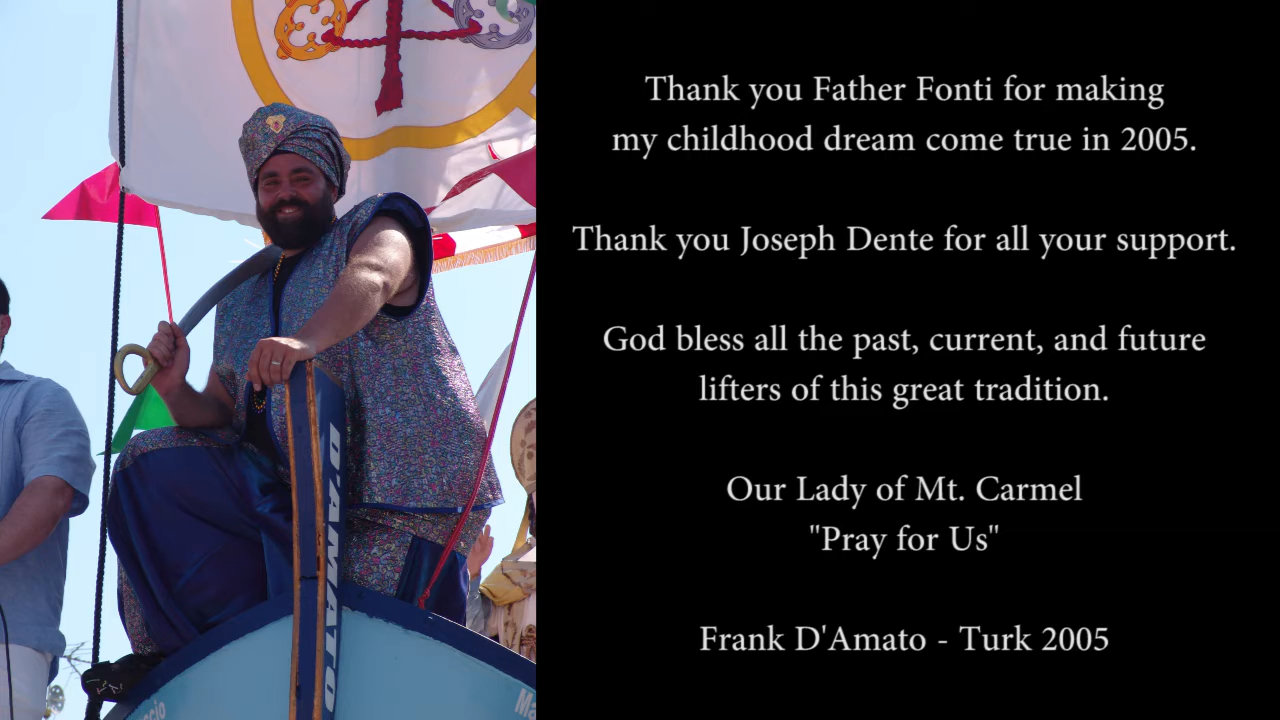 Thank you Father Fonti for making
my childhood dream come true in 2005.
Thank you Joseph Dente for all your support.
God bless all the past, current, and future
lifters of this great tradition.
Our Lady of Mt. Carmel
"Pray for Us"
Frank D'Amato - Turk 2005
D'AMATO